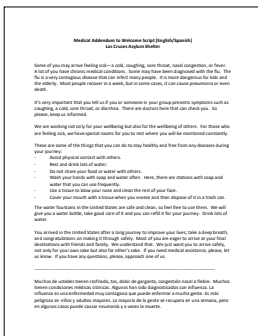 Medical Addendum to Welcome Script (English/Spanish)
Las Cruces Asylum Shelter
Some of you may arrive feeling sick—a cold, coughing, sore throat, nasal congestion, or fever.
A lot of you have chronic medical conditions. Some may have been diagnosed with the flu. The
flu is a very contagious disease that can infect many people. It is more dangerous for kids and
the elderly. Most people recover in a week, but in some cases, it can cause pneumonia or even
death.
It's very important that you tell us if you or someone in your group presents symptoms such as
coughing, a cold, sore throat, or diarrhea. There are doctors here that can check you. So
please, keep us informed.
We are working not only for your wellbeing but also for the wellbeing of others. For those who
are feeling sick, we have special rooms for you to rest where you will be monitored constantly.
These are some of the things that you can do to stay healthy and free from any diseases during
your journey:
- Avoid physical contact with others.
- Rest and drink lots of water.
- Do not share your food or water with others.
- Wash your hands with soap and water often. Here, there are stations with soap and
water that you can use frequently.
- Use a tissue to blow your nose and clean the rest of your face.
- Cover your mouth with a tissue when you sneeze and then dispose of it in a trash can.
The water fountains in the United States are safe and clean, so feel free to use them. We will
give you a water bottle, take good care of it and you can refill it for your journey. Drink lots of
water.
You arrived in the United States after a long journey to improve your lives; take a deep breath,
and congratulations on making it through safely. Most of you are eager to arrive at your final
destinations with friends and family. We understand that. We just want you to arrive safely,
not only for your own sake but also for other's sake. If you need medical assistance, please, let
us know. If you have any questions, please, approach one of us.
Muchos de ustedes tienen resfriado, tos, dolor de garganta, congestión nasal o fiebre. Muchos
tienen condiciones médicas crónicas. Algunos han sido diagnosticados con influenza. La
influenza es una enfermedad muy contagiosa que puede enfermar a mucha gente. Es más
peligrosa en niños y adultos mayores. La mayoría de la gente se recupera en una semana, pero
en algunos casos puede causar neumonía y a veces la muerte.